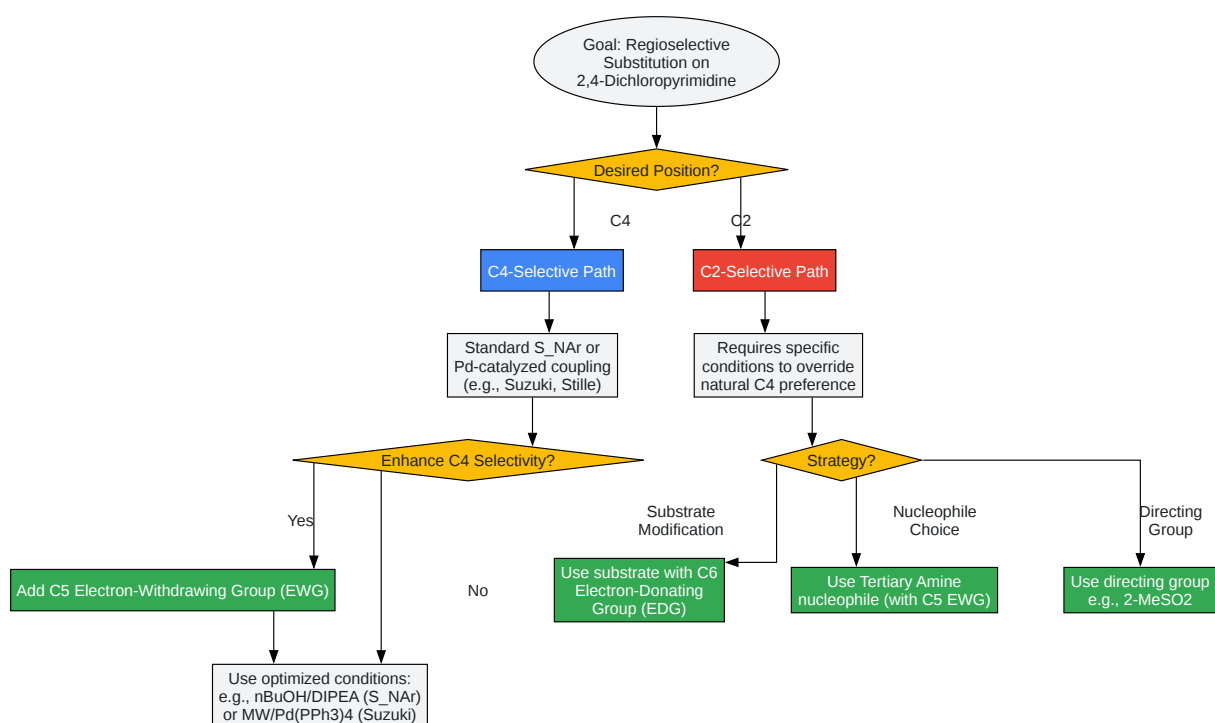 Goal: Regioselective
Substitution on
2,4-Dichloropyrimidine
Desired Position?
C4
C2
C4-Selective Path
C2-Selective Path
Standard S_NAr or
Pd-catalyzed coupling
(e.g., Suzuki, Stille)
Requires specific
conditions to override
natural C4 preference
Enhance C4 Selectivity?
Strategy?
Yes
No
Substrate
Modification
Nucleophile
Choice
Directing
Group
Add C5 Electron-Withdrawing Group (EWG)
Use substrate with C6
Electron-Donating
Group (EDG)
Use Tertiary Amine
nucleophile (with C5 EWG)
Use directing group
e.g., 2-MeSO2
Use optimized conditions:
e.g., nBuOH/DIPEA (S_NAr)
or MW/Pd(PPh3)4 (Suzuki)